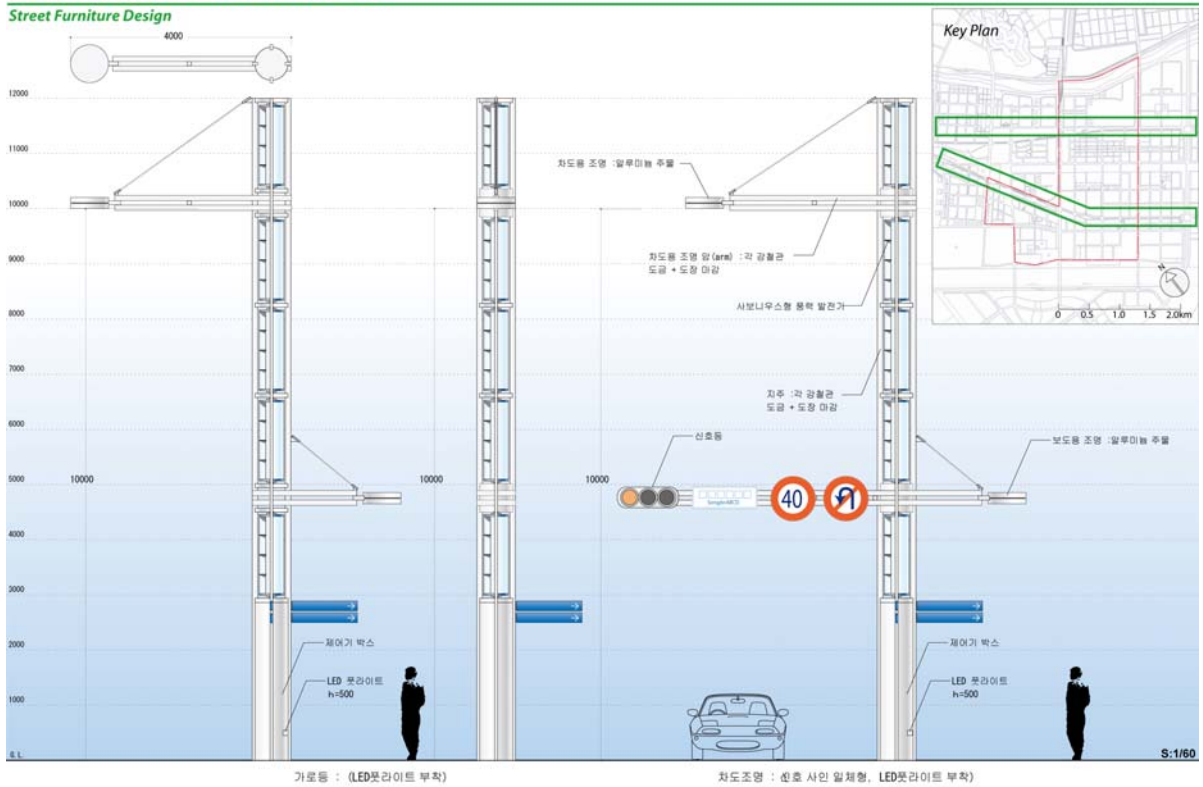 Street Furniture Design
4000
Key Plan
N
0 0.5 1.0 1.5 2.0km
12000
11000
10000
9000
8000
7000
6000
5000
4000
3000
2000
1000
G.L.
10000
10000
10000
차도용 조명 :알루미늄 주물
차도용 조명 암(arm) :각 강철관
도금 + 도장 마감
사보니우스형 풍력 발전기
지주 :각 강철관
도금 + 도장 마감
신호등
보도용 조명 :알루미늄 주물
40
제어기 박스
LED 풋라이트
h=500
제어기 박스
LED 풋라이트
h=500
S:1/60
가로등 : (LED풋라이트 부착)
차도조명 : 신호 사인 일체형, LED풋라이트 부착)